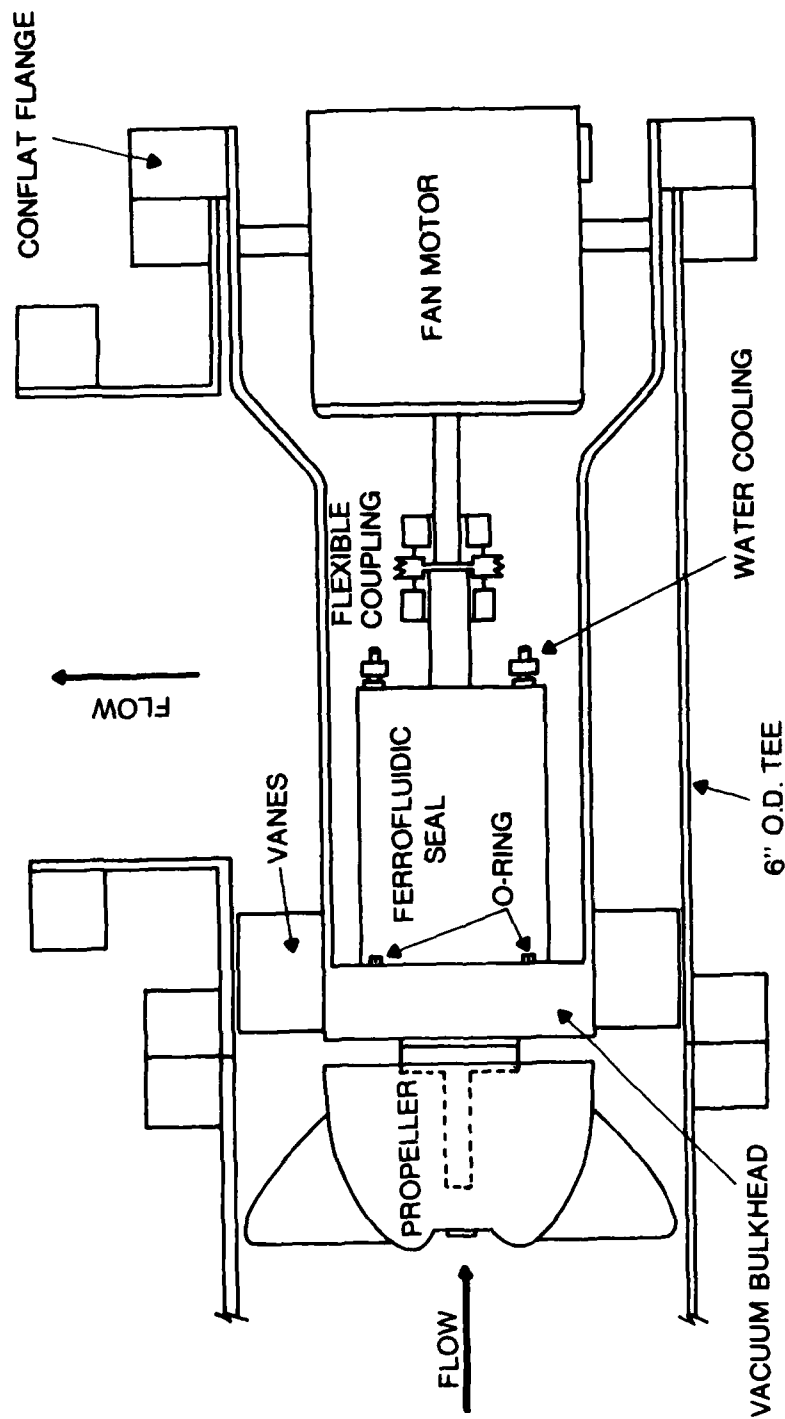 CONFLAT FLANGE
FLOW
VANES
FLEXIBLE
COUPLING
FAN MOTOR
FERROFLUIDIC
SEAL
O-RING
PROPELLER
FLOW
WATER COOLING
6" O.D. TEE
VACUUM BULKHEAD